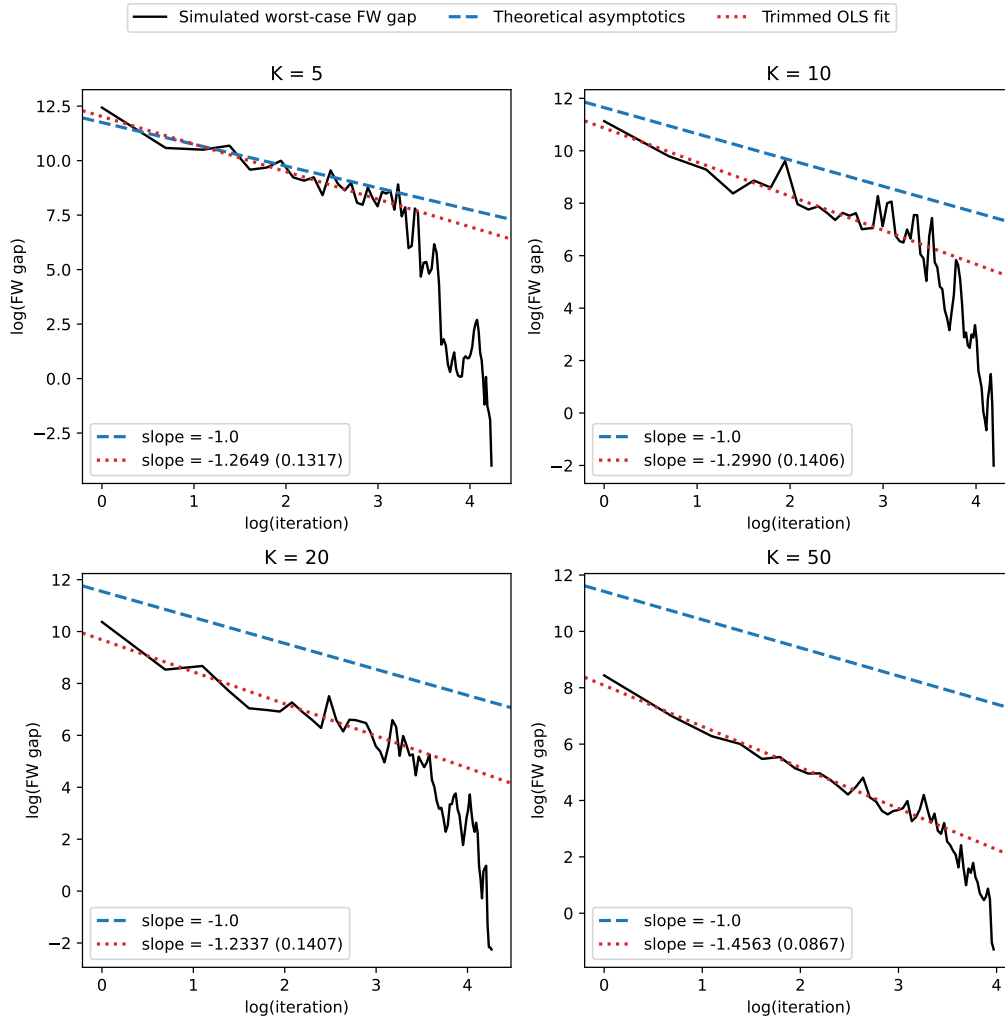 Simulated worst-case FW gap Theoretical asymptotics Trimmed OLS fit
K = 5
12.5
10.0
7.5
5.0
2.5
0.0
−2.5
log(FW gap)
slope = -1.0
slope = -1.2649 (0.1317)
0 1 2 3 4
log(iteration)
K = 10
12
10
8
6
4
2
0
−2
log(FW gap)
slope = -1.0
slope = -1.2990 (0.1406)
0 1 2 3 4
log(iteration)
K = 20
12
10
8
6
4
2
0
−2
log(FW gap)
slope = -1.0
slope = -1.2337 (0.1407)
0 1 2 3 4
log(iteration)
K = 50
12
10
8
6
4
2
0
log(FW gap)
slope = -1.0
slope = -1.4563 (0.0867)
0 1 2 3 4
log(iteration)